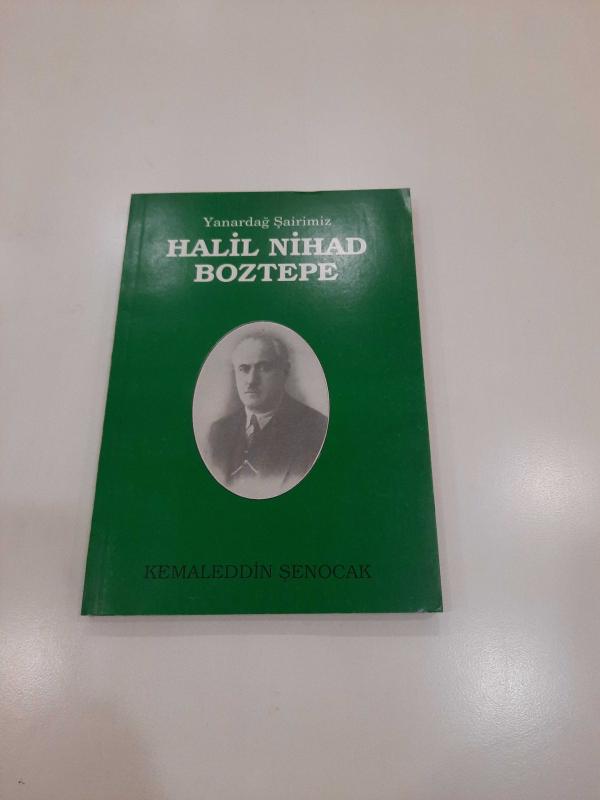 Yanardağ Şairimiz
HALİL NİHAD
BOZTEPE
KEMALEDDİN ŞENOCAK